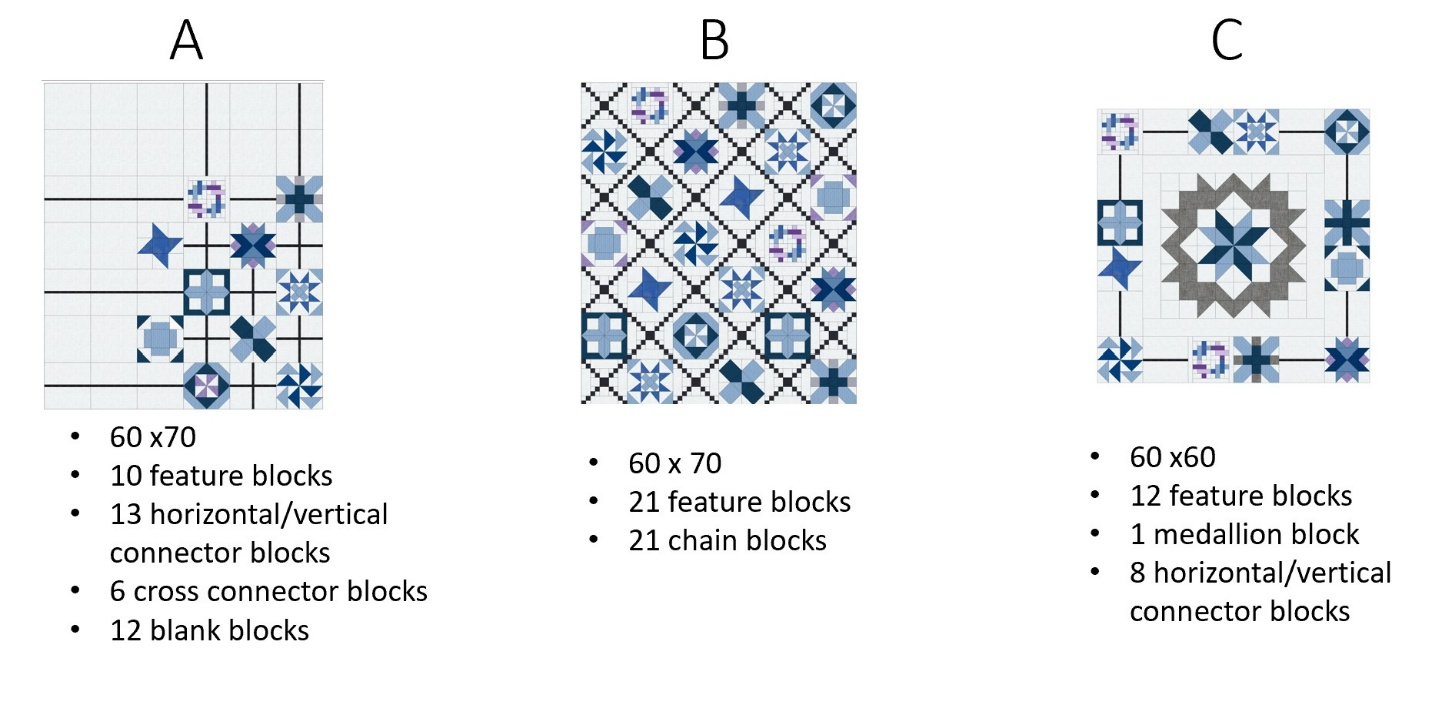 A
B
C
• 60 x70
• 10 feature blocks
• 13 horizontal/vertical
connector blocks
• 6 cross connector blocks
• 12 blank blocks
• 60 x 70
• 21 feature blocks
• 21 chain blocks
• 60 x60
• 12 feature blocks
• 1 medallion block
• 8 horizontal/vertical
connector blocks